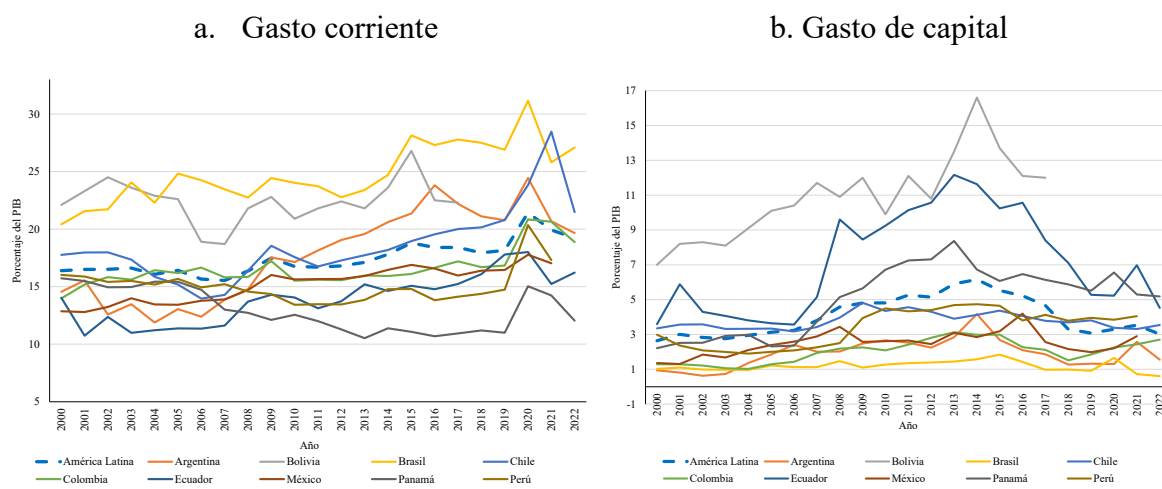 a. Gasto corriente
Porcentaje del PIB
30
25
20
15
10
5
2000 2001 2002 2003 2004 2005 2006 2007 2008 2009 2010 2011 2012 2013 2014 2015 2016 2017 2018 2019 2020 2021 2022
Año
América Latina Argentina Bolivia Brasil Chile
Colombia Ecuador México Panamá Perú
b. Gasto de capital
Porcentaje del PIB
17
15
13
11
9
7
5
3
1
-1
2000 2001 2002 2003 2004 2005 2006 2007 2008 2009 2010 2011 2012 2013 2014 2015 2016 2017 2018 2019 2020 2021 2022
Año
América Latina Argentina Bolivia Brasil Chile
Colombia Ecuador México Panamá Perú